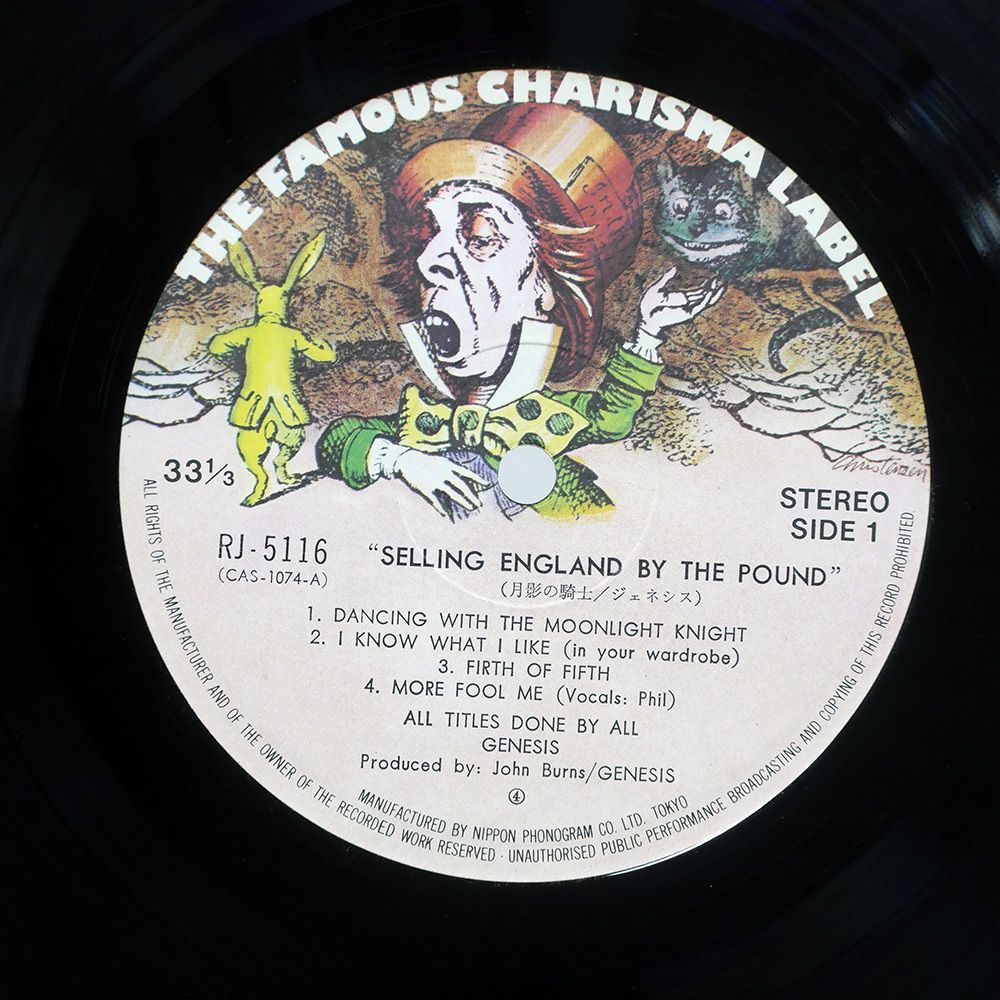 THE FAMOUS CHARISMA LABEL
Christensen
33⅓
STEREO
SIDE 1
RJ-5116
(CAS-1074-A)
"SELLING ENGLAND BY THE POUND"
(月影の騎士/ジェネシス)
1. DANCING WITH THE MOONLIGHT KNIGHT
2. I KNOW WHAT I LIKE (in your wardrobe)
3. FIRTH OF FIFTH
4. MORE FOOL ME (Vocals: Phil)
ALL TITLES DONE BY ALL
GENESIS
Produced by: John Burns/GENESIS
④
MANUFACTURED BY NIPPON PHONOGRAM CO. LTD. TOKYO
ALL RIGHTS OF THE MANUFACTURER AND OF THE OWNER OF THE RECORDED WORK RESERVED · UNAUTHORISED PUBLIC PERFORMANCE BROADCASTING AND COPYING OF THIS RECORD PROHIBITED.